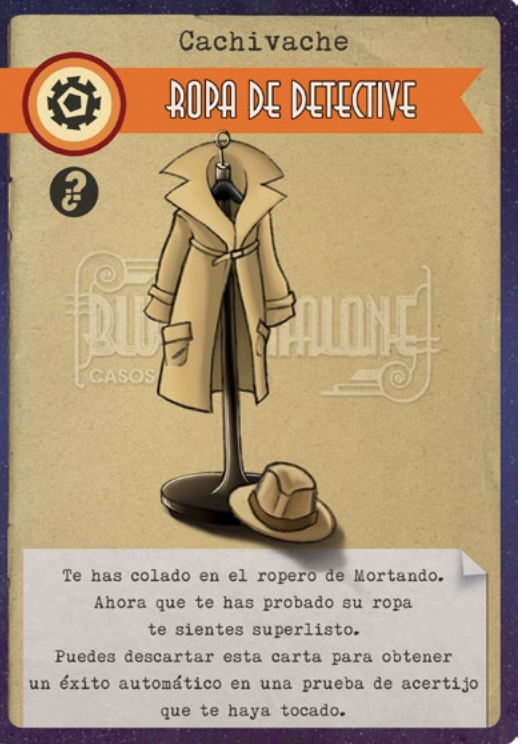 Cachivache
ROPA DE DETECTIVE
?
CASOS
Te has colado en el ropero de Mortando.
Ahora que te has probado su ropa
te sientes superlisto.
Puedes descartar esta carta para obtener
un éxito automático en una prueba de acertijo
que te haya tocado.